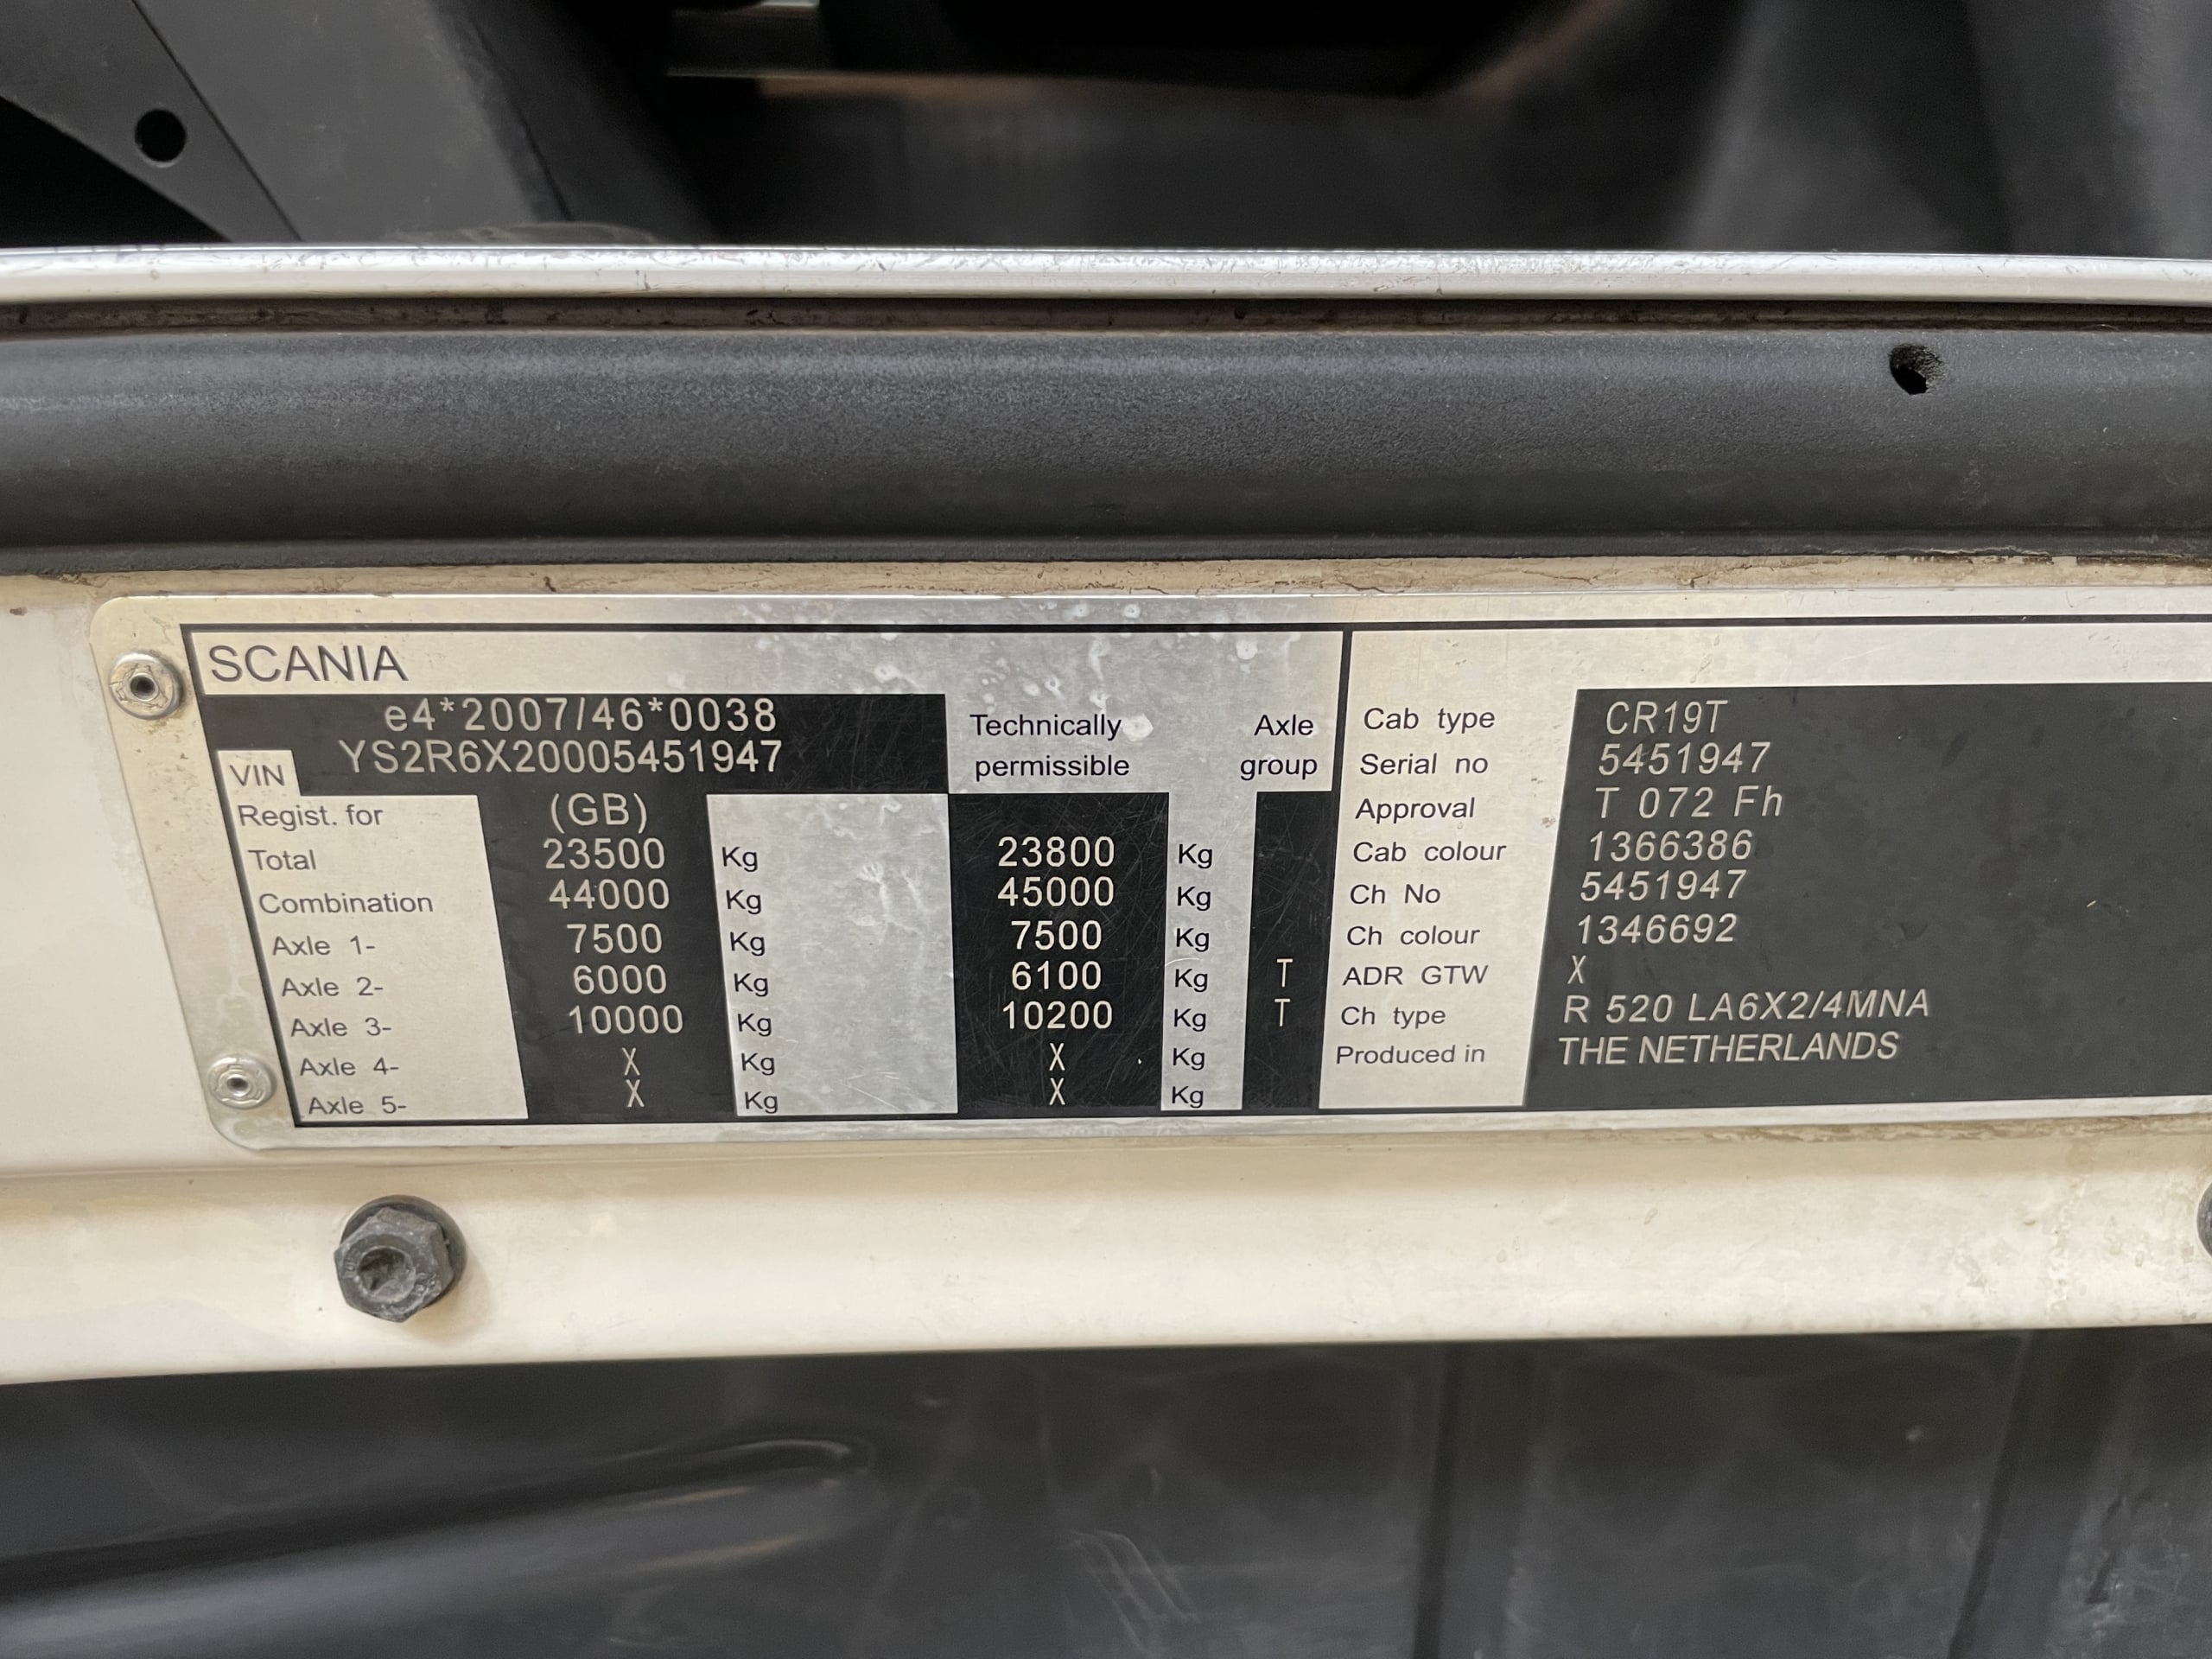 SCANIA
e4*2007/46*0038
VIN YS2R6X20005451947
Technically permissible
Axle group
Regist. for (GB)
Total 23500 Kg 23800 Kg
Combination 44000 Kg 45000 Kg
Axle 1- 7500 Kg 7500 Kg
Axle 2- 6000 Kg 6100 Kg T
Axle 3- 10000 Kg 10200 Kg T
Axle 4- X Kg X Kg
Axle 5- X Kg X Kg
Cab type CR19T
Serial no 5451947
Approval T 072 Fh
Cab colour 1366386
Ch No 5451947
Ch colour 1346692
ADR GTW X
Ch type R 520 LA6X2/4MNA
Produced in THE NETHERLANDS